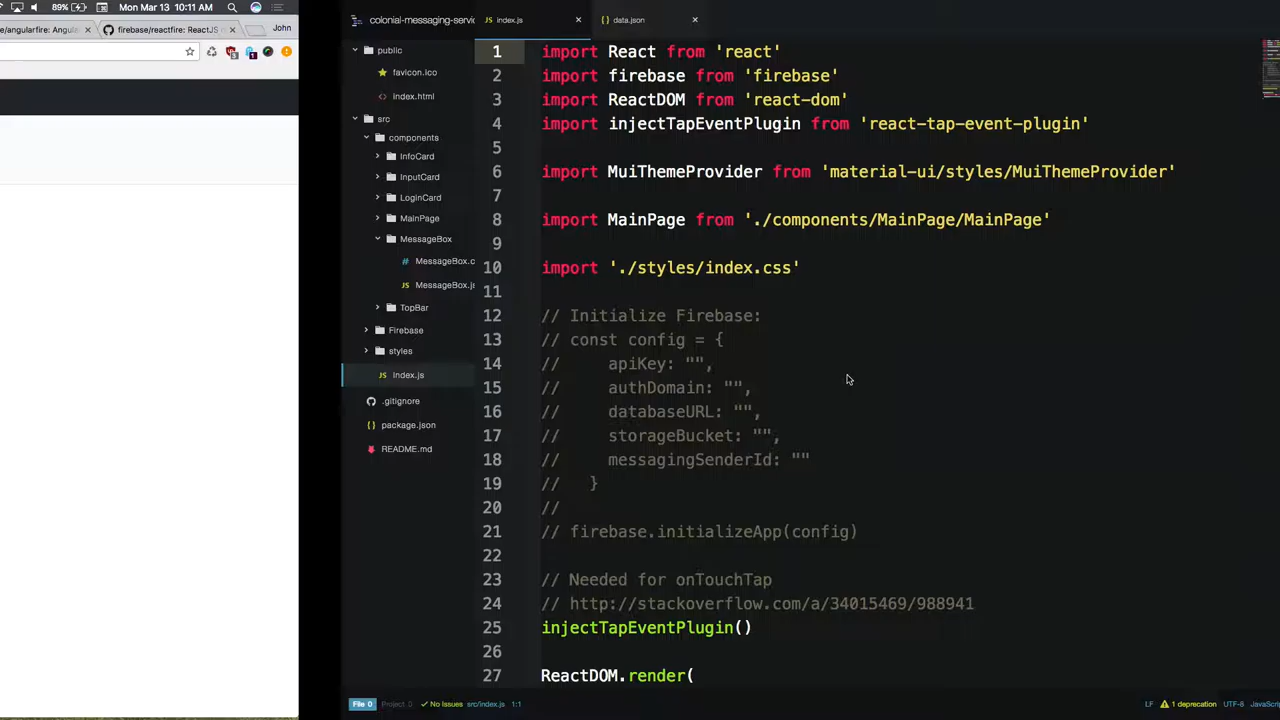 89% Mon Mar 13 10:11 AM
e/angularfire: Angul
firebase/reactfire: ReactJS
John
colonial-messaging-servic
index.js
data.json
public
favicon.ico
index.html
src
components
InfoCard
InputCard
LoginCard
MainPage
MessageBox
MessageBox.c
MessageBox.js
TopBar
Firebase
styles
index.js
.gitignore
package.json
README.md
1 import React from 'react'
2 import firebase from 'firebase'
3 import ReactDOM from 'react-dom'
4 import injectTapEventPlugin from 'react-tap-event-plugin'
5
6 import MuiThemeProvider from 'material-ui/styles/MuiThemeProvider'
7
8 import MainPage from './components/MainPage/MainPage'
9
10 import './styles/index.css'
11
12 // Initialize Firebase:
13 // const config = {
14 //     apiKey: "",
15 //     authDomain: "",
16 //     databaseURL: "",
17 //     storageBucket: "",
18 //     messagingSenderId: ""
19 //   }
20 //
21 // firebase.initializeApp(config)
22
23 // Needed for onTouchTap
24 // http://stackoverflow.com/a/34015469/988941
25 injectTapEventPlugin()
26
27 ReactDOM.render(
File 0 Project 0 No Issues src/index.js 1:1 LF 1 deprecation UTF-8 JavaScrip